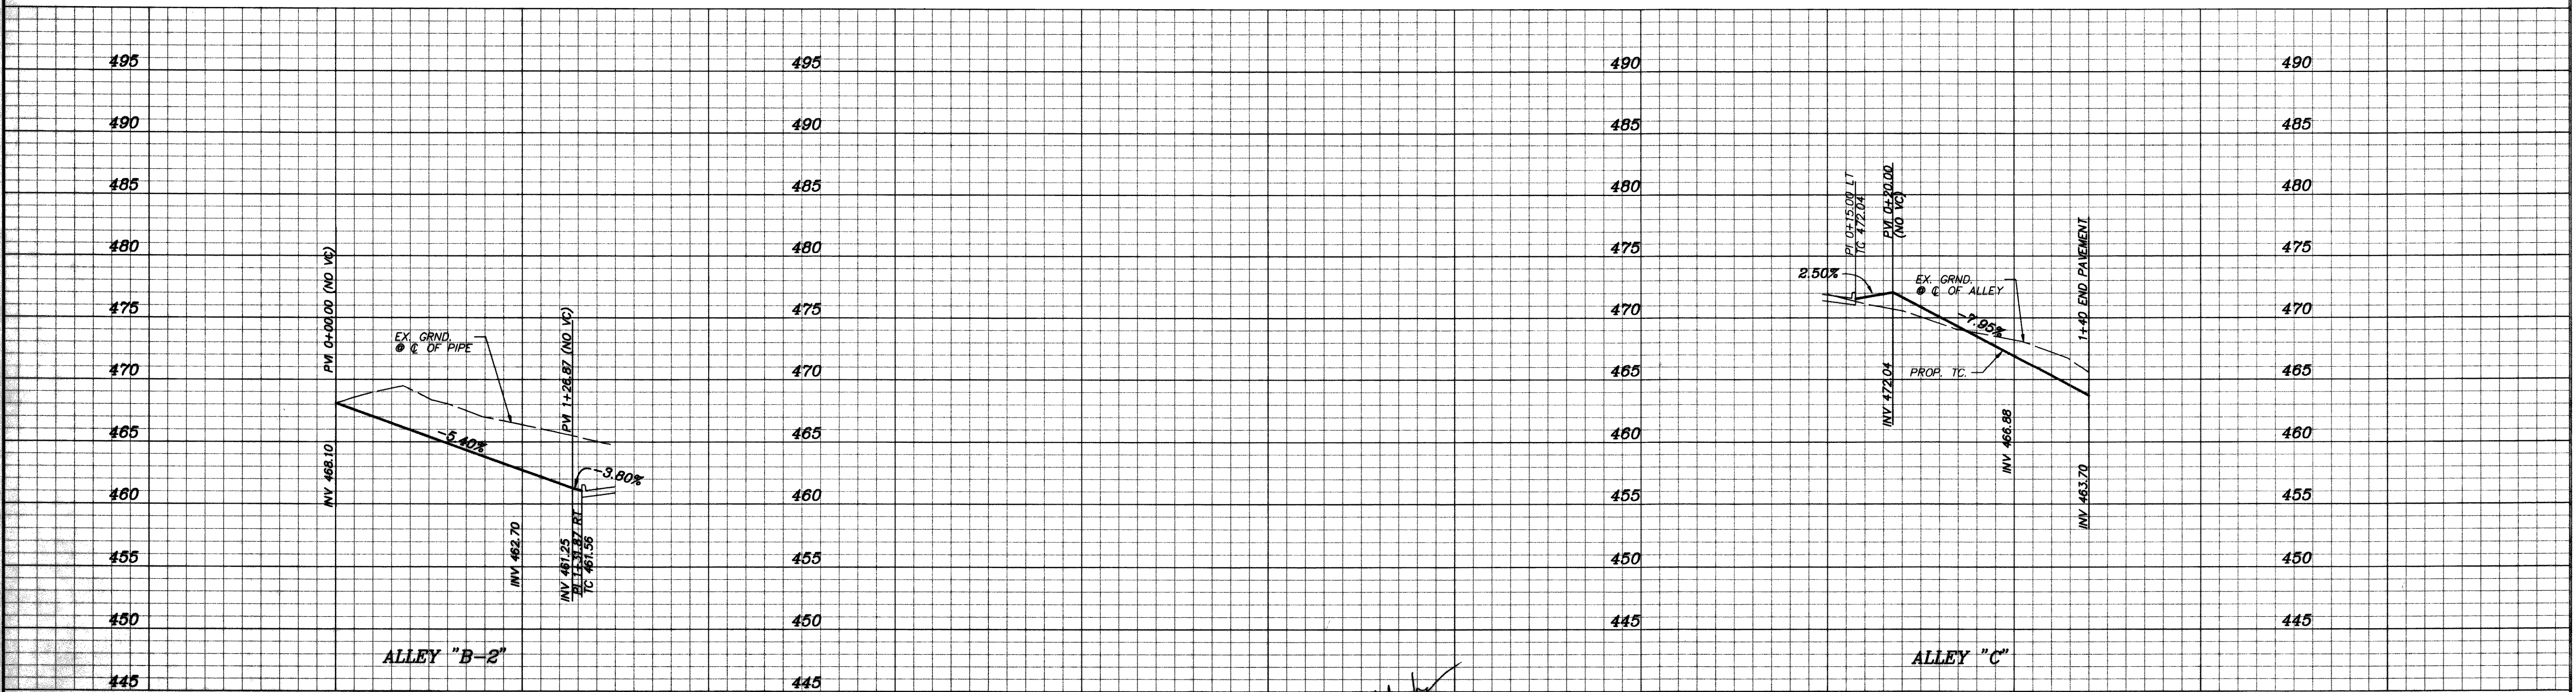 495
490
485
480
475
470
465
460
455
450
445
PVI 0+00.00 (NO VC)
INV 468.10
EX. GRND.
@ ℄ OF PIPE
-5.40%
INV 462.70
PVI 1+26.87 (NO VC)
-3.80%
INV 461.25
PI 1+31.87 RT
TC 461.56
ALLEY "B-2"
495
490
485
480
475
470
465
460
455
450
445
490
485
480
475
470
465
460
455
450
445
2.50%
PI 0+15.00 LT
TC 472.04
PVI 0+20.00
(NO VC)
INV 472.04
EX. GRND.
@ ℄ OF ALLEY
-7.95%
PROP. TC.
INV 466.88
1+40 END PAVEMENT
INV 463.70
ALLEY "C"
490
485
480
475
470
465
460
455
450
445